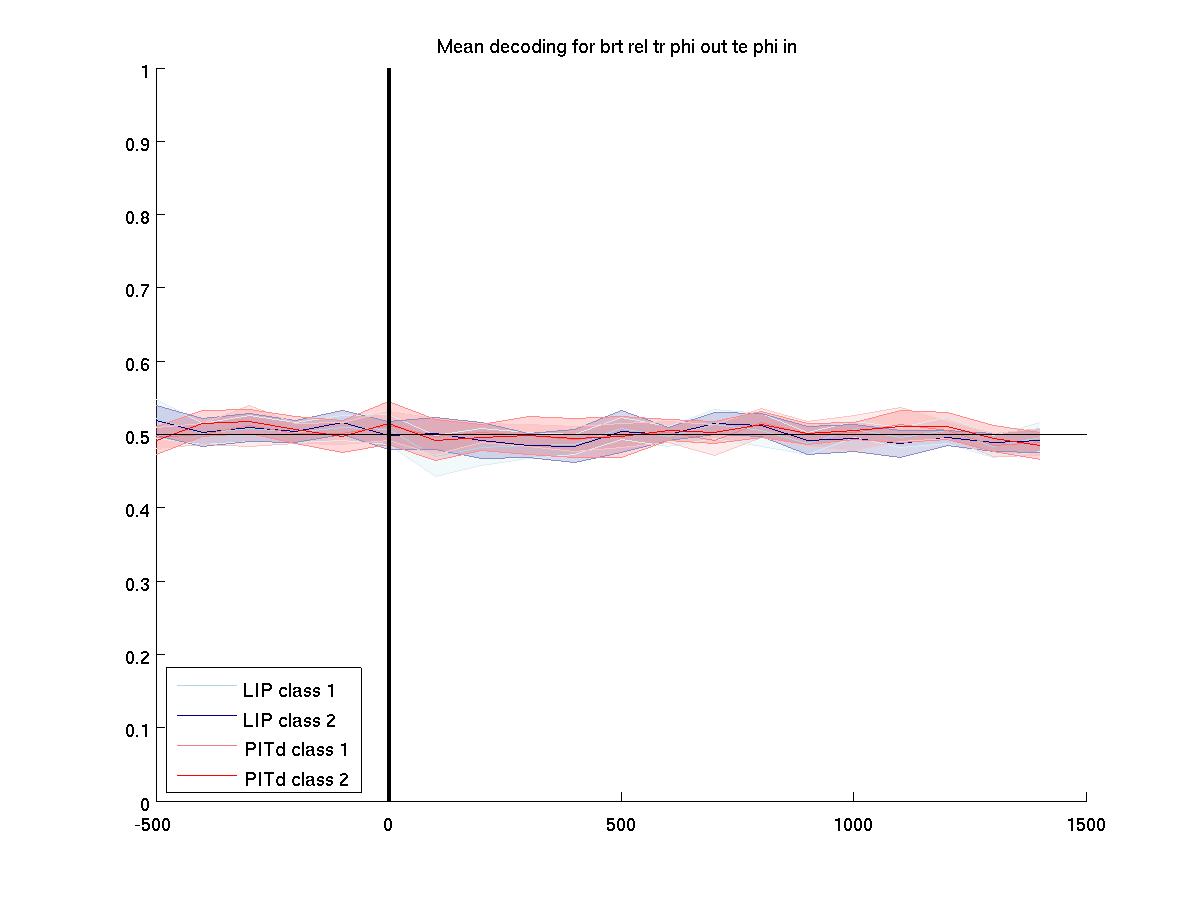 Mean decoding for brt rel tr phi out te phi in
1
0.9
0.8
0.7
0.6
0.5
0.4
0.3
0.2
0.1
0
LIP class 1
LIP class 2
PITd class 1
PITd class 2
-500 0 500 1000 1500